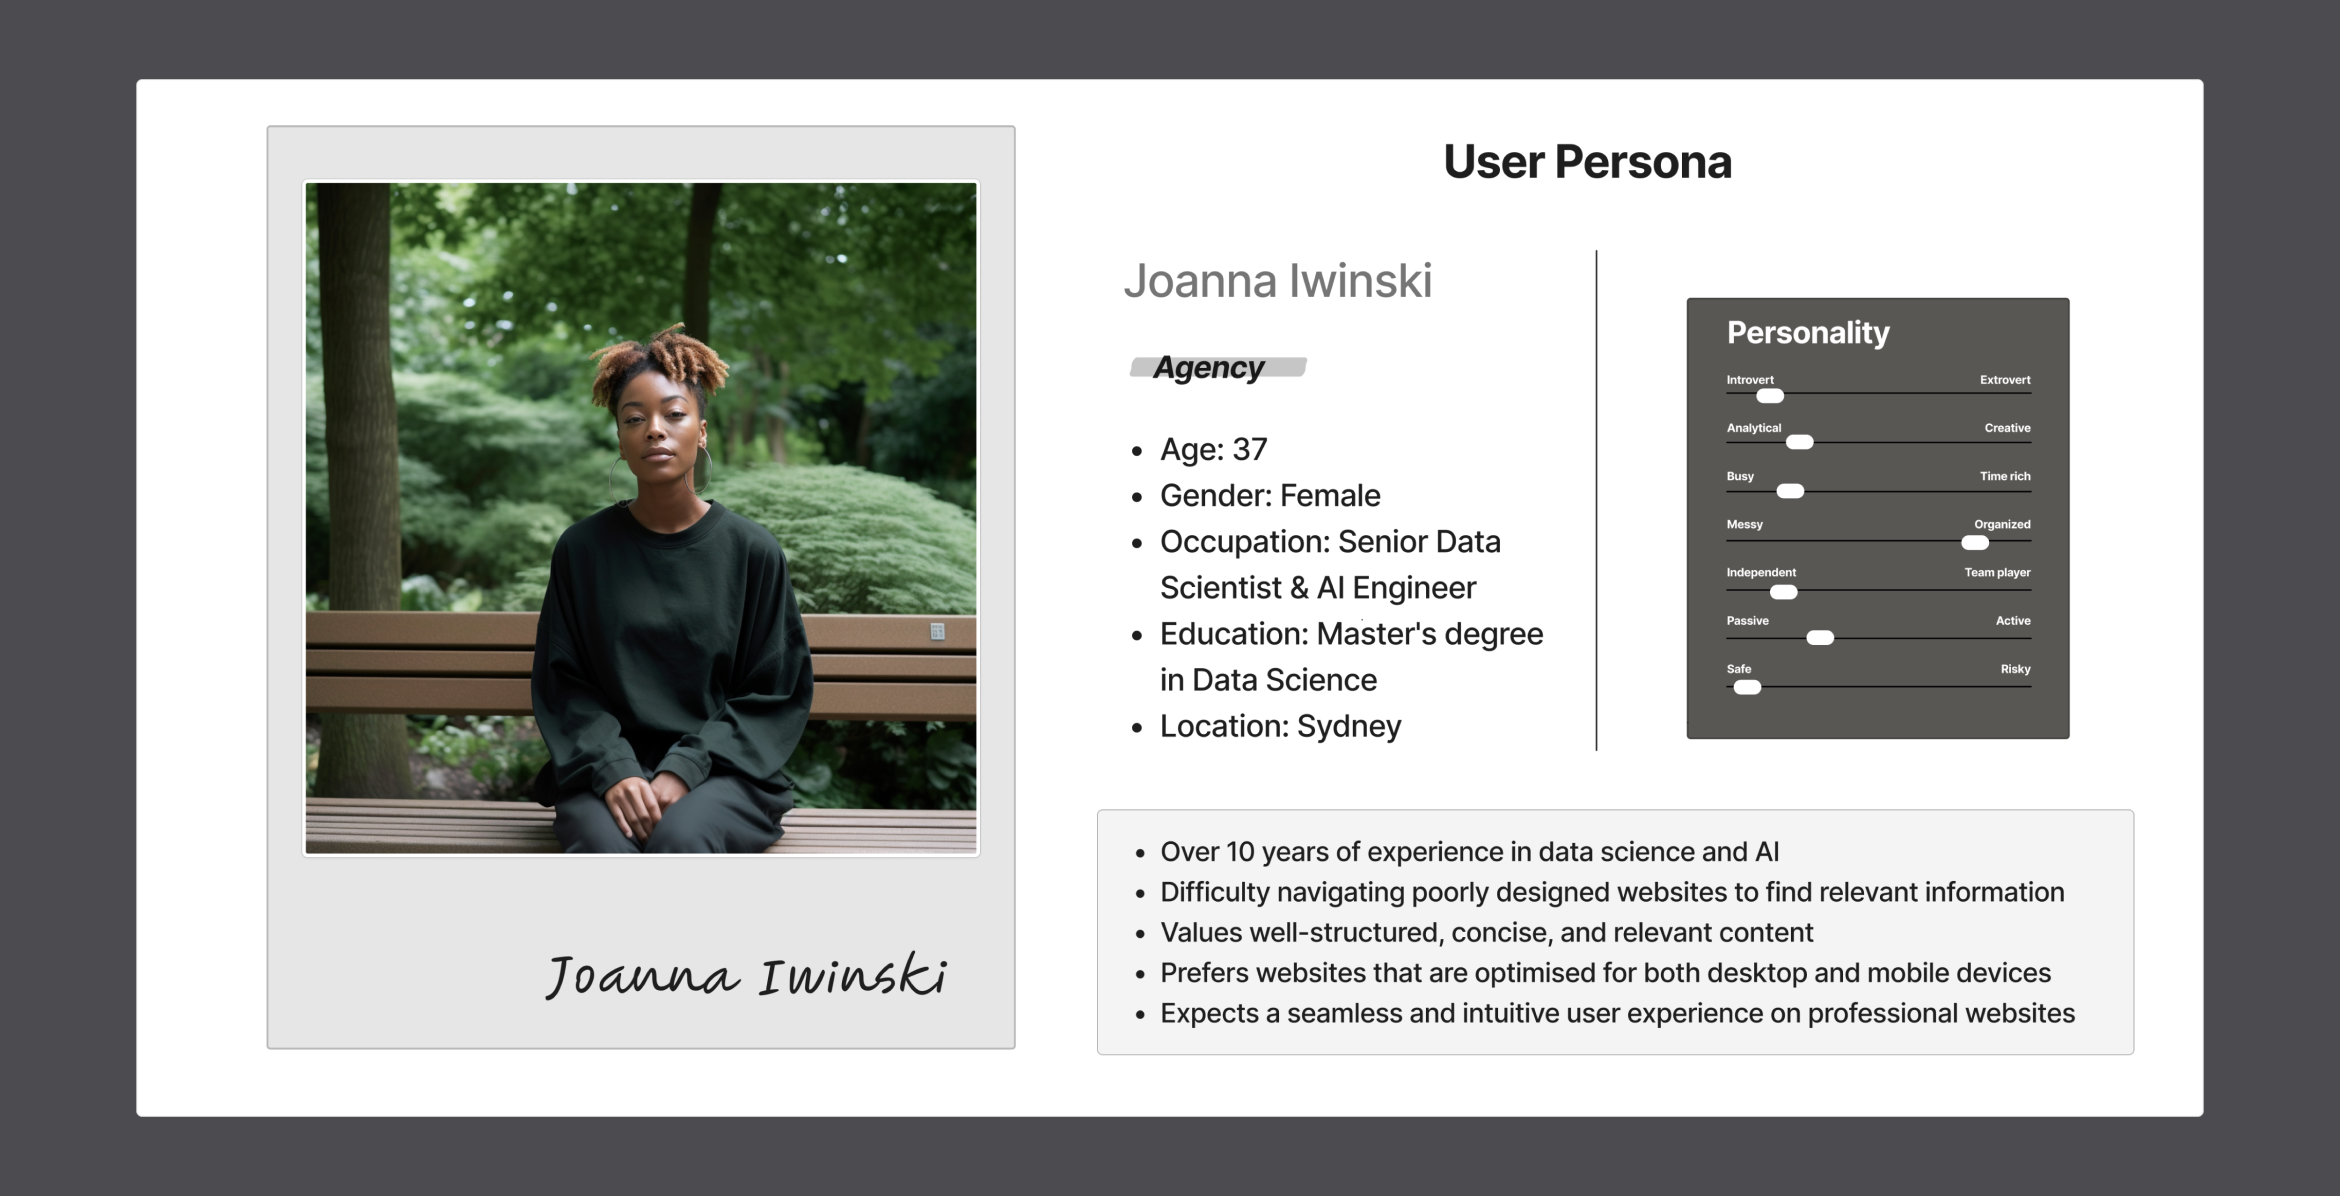 User Persona
Joanna Iwinski
Agency
• Age: 37
• Gender: Female
• Occupation: Senior Data
Scientist & AI Engineer
• Education: Master's degree
in Data Science
• Location: Sydney
Personality
Introvert Extrovert
Analytical Creative
Busy Time rich
Messy Organized
Independent Team player
Passive Active
Safe Risky
• Over 10 years of experience in data science and AI
• Difficulty navigating poorly designed websites to find relevant information
• Values well-structured, concise, and relevant content
• Prefers websites that are optimised for both desktop and mobile devices
• Expects a seamless and intuitive user experience on professional websites
Joanna Iwinski